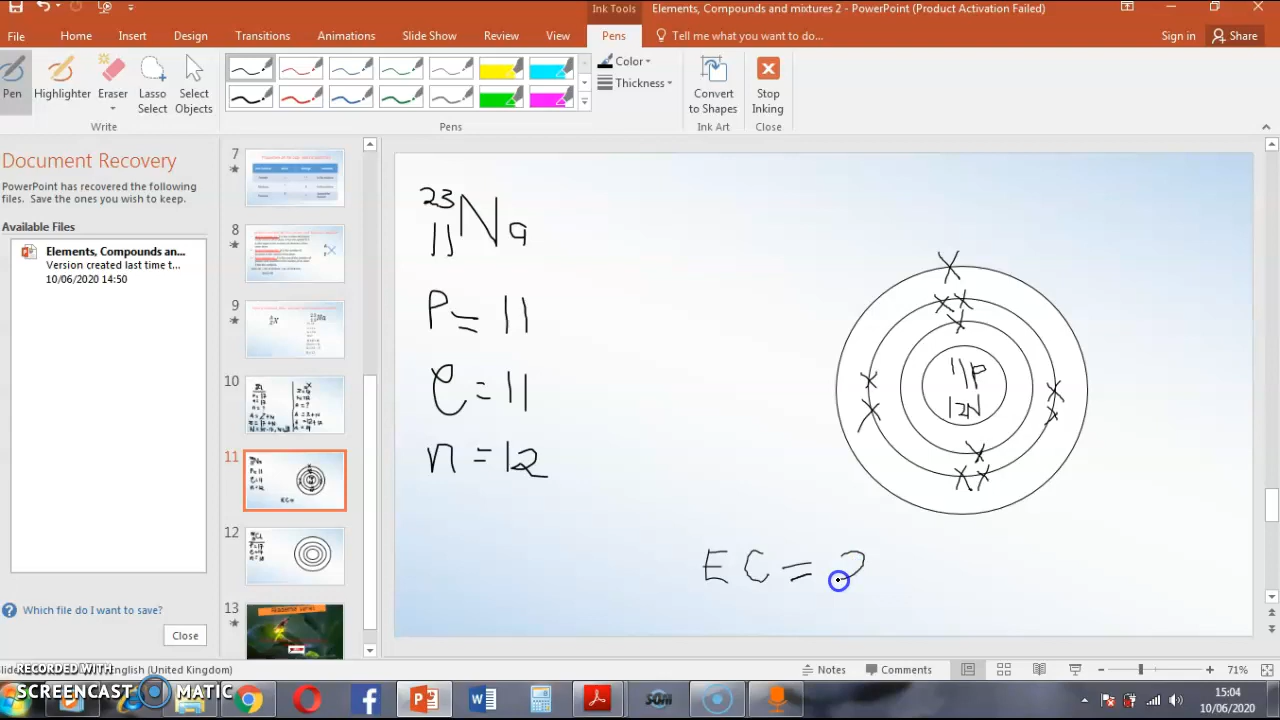 Ink Tools
Elements, Compounds and mixtures 2 - PowerPoint (Product Activation Failed)
File Home Insert Design Transitions Animations Slide Show Review View Pens Tell me what you want to do... Sign in Share
Pen Highlighter Eraser Lasso Select Select Objects
Write
Pens
Color
Thickness
Convert to Shapes
Ink Art
Stop Inking
Close
Document Recovery
PowerPoint has recovered the following
files. Save the ones you wish to keep.
Available Files
Elements, Compounds an...
Version created last time t...
10/06/2020 14:50
Which file do I want to save?
Close
7
8
9
10
11
12
13
23
11 Na
P = 11
e = 11
n = 12
11P
12N
EC = 2
English (United Kingdom)
Notes Comments 71%
RECORDED WITH
SCREENCAST MATIC
15:04
10/06/2020